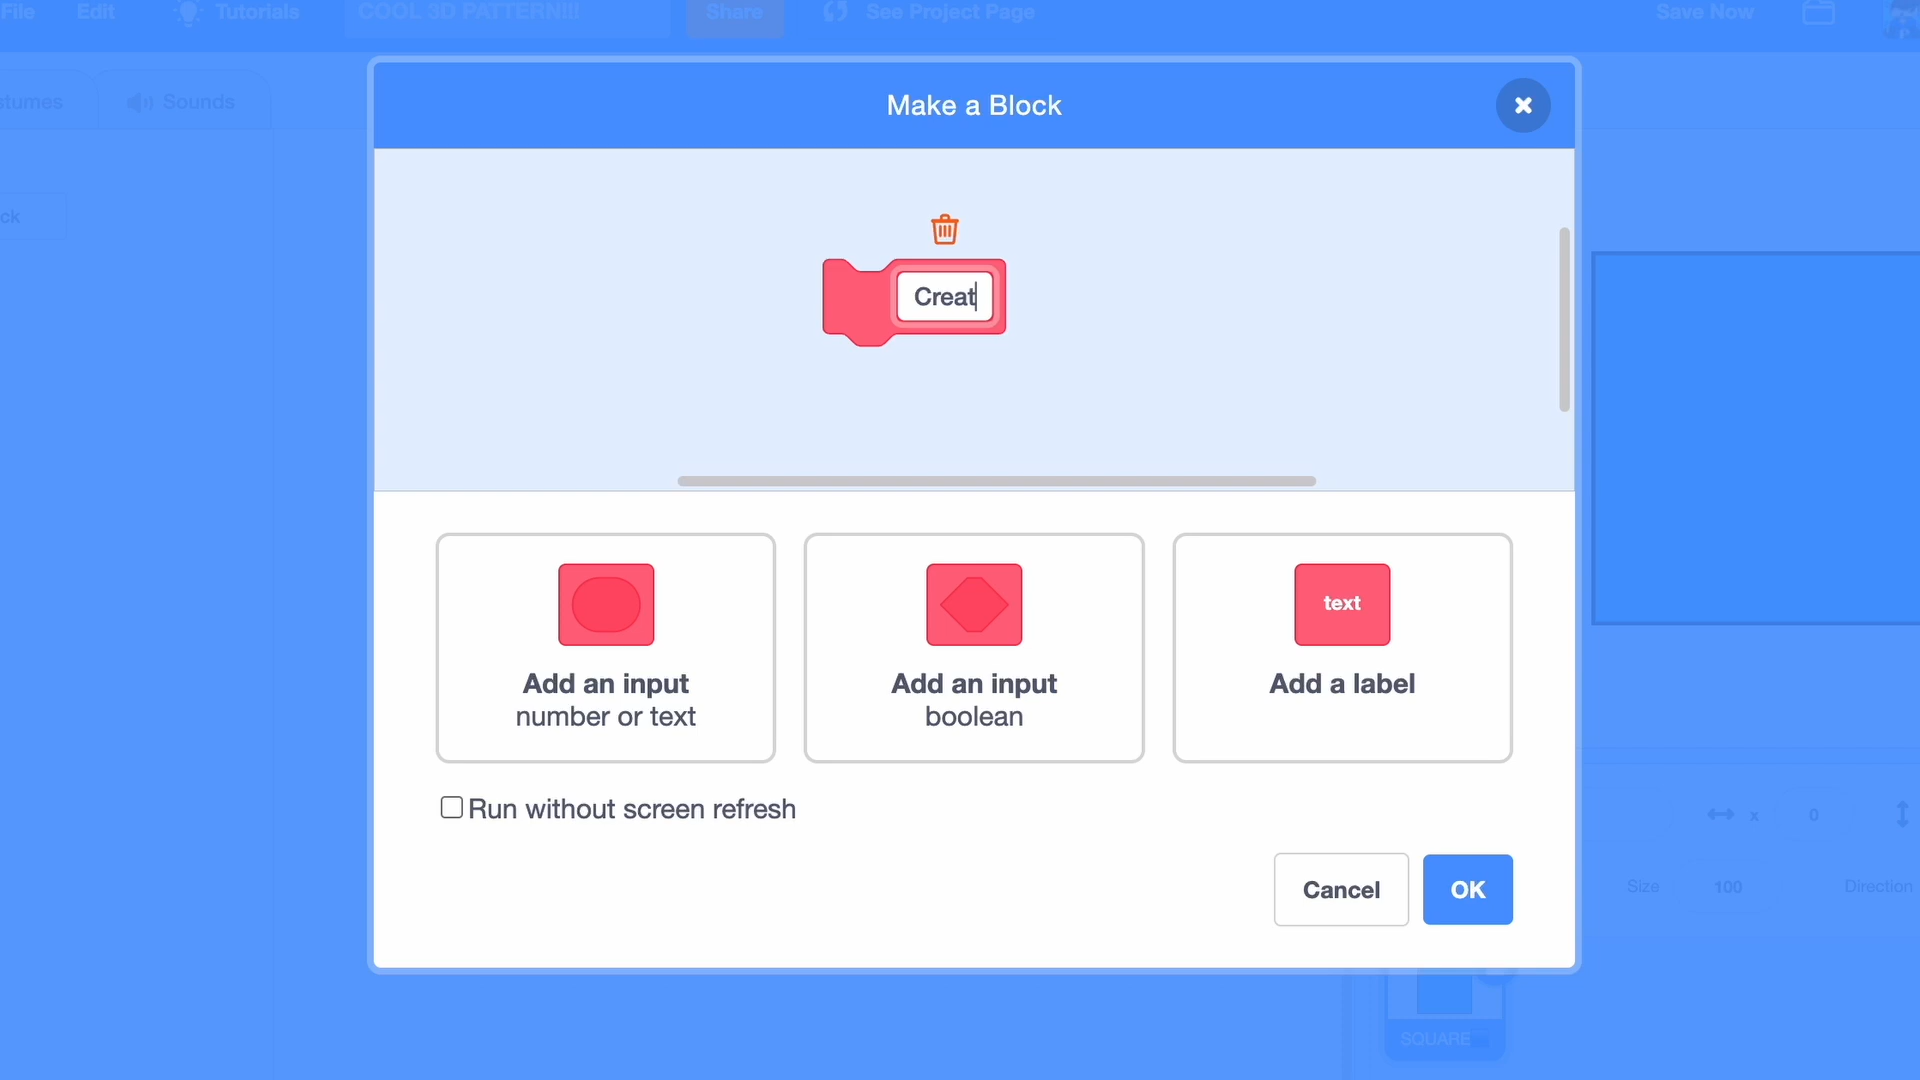 File Edit Tutorials COOL 3D PATTERN!!! Share See Project Page Save Now
stumes Sounds
Make a Block
ck
Creat
text
Add an input
number or text
Add an input
boolean
Add a label
Run without screen refresh
x 0
Cancel OK
Size 100 Direction
SQUARE